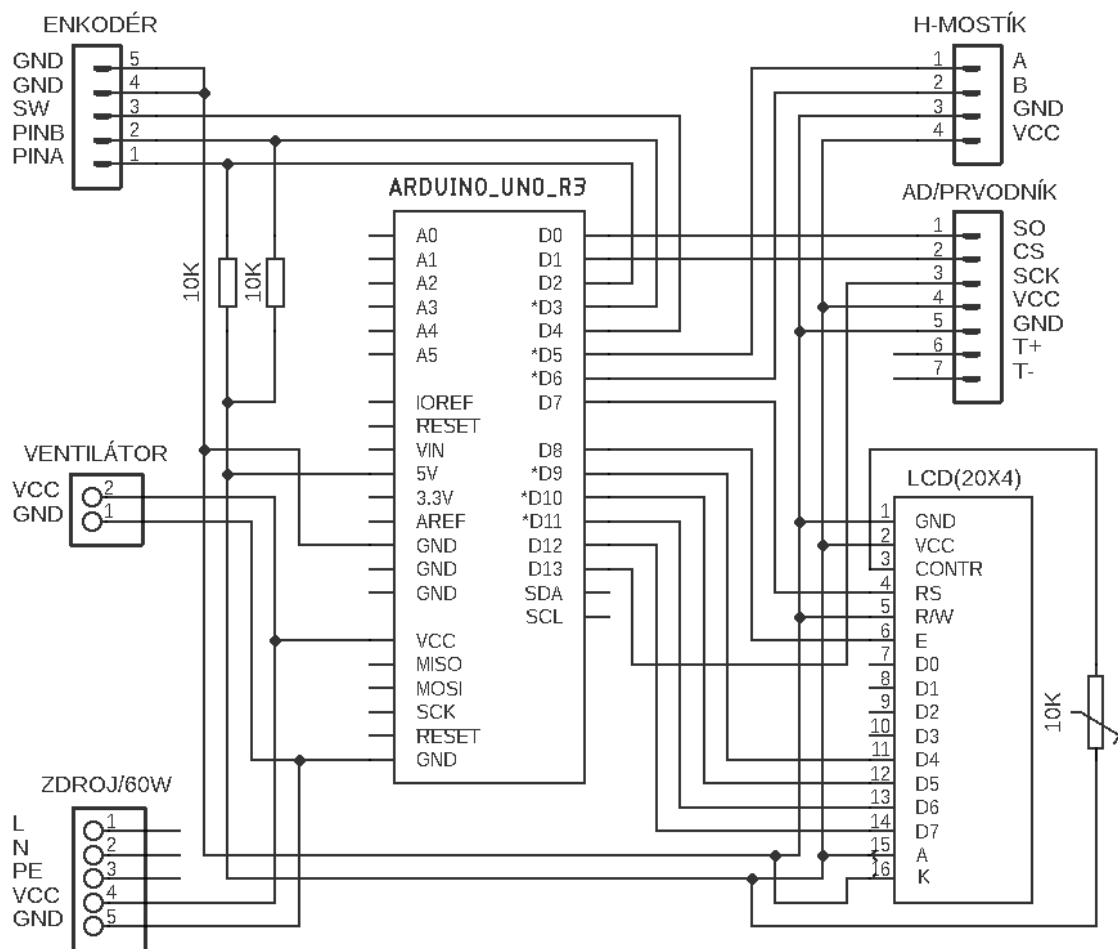 ENKODÉR
GND 5
GND 4
SW 3
PINB 2
PINA 1
H-MOSTÍK
1 A
2 B
3 GND
4 VCC
AD/PRVODNÍK
1 SO
2 CS
3 SCK
4 VCC
5 GND
6 T+
7 T-
10K
10K
ARDUINO_UNO_R3
A0 D0
A1 D1
A2 D2
A3 *D3
A4 D4
A5 *D5
*D6
IOREF D7
RESET
VIN D8
5V *D9
3.3V *D10
AREF *D11
GND D12
GND D13
GND SDA
SCL
VCC
MISO
MOSI
SCK
RESET
GND
VENTILÁTOR
VCC 2
GND 1
ZDROJ/60W
L 1
N 2
PE 3
VCC 4
GND 5
LCD(20X4)
1 GND
2 VCC
3 CONTR
4 RS
5 R/W
6 E
7 D0
8 D1
9 D2
10 D3
11 D4
12 D5
13 D6
14 D7
15 A
16 K
10K